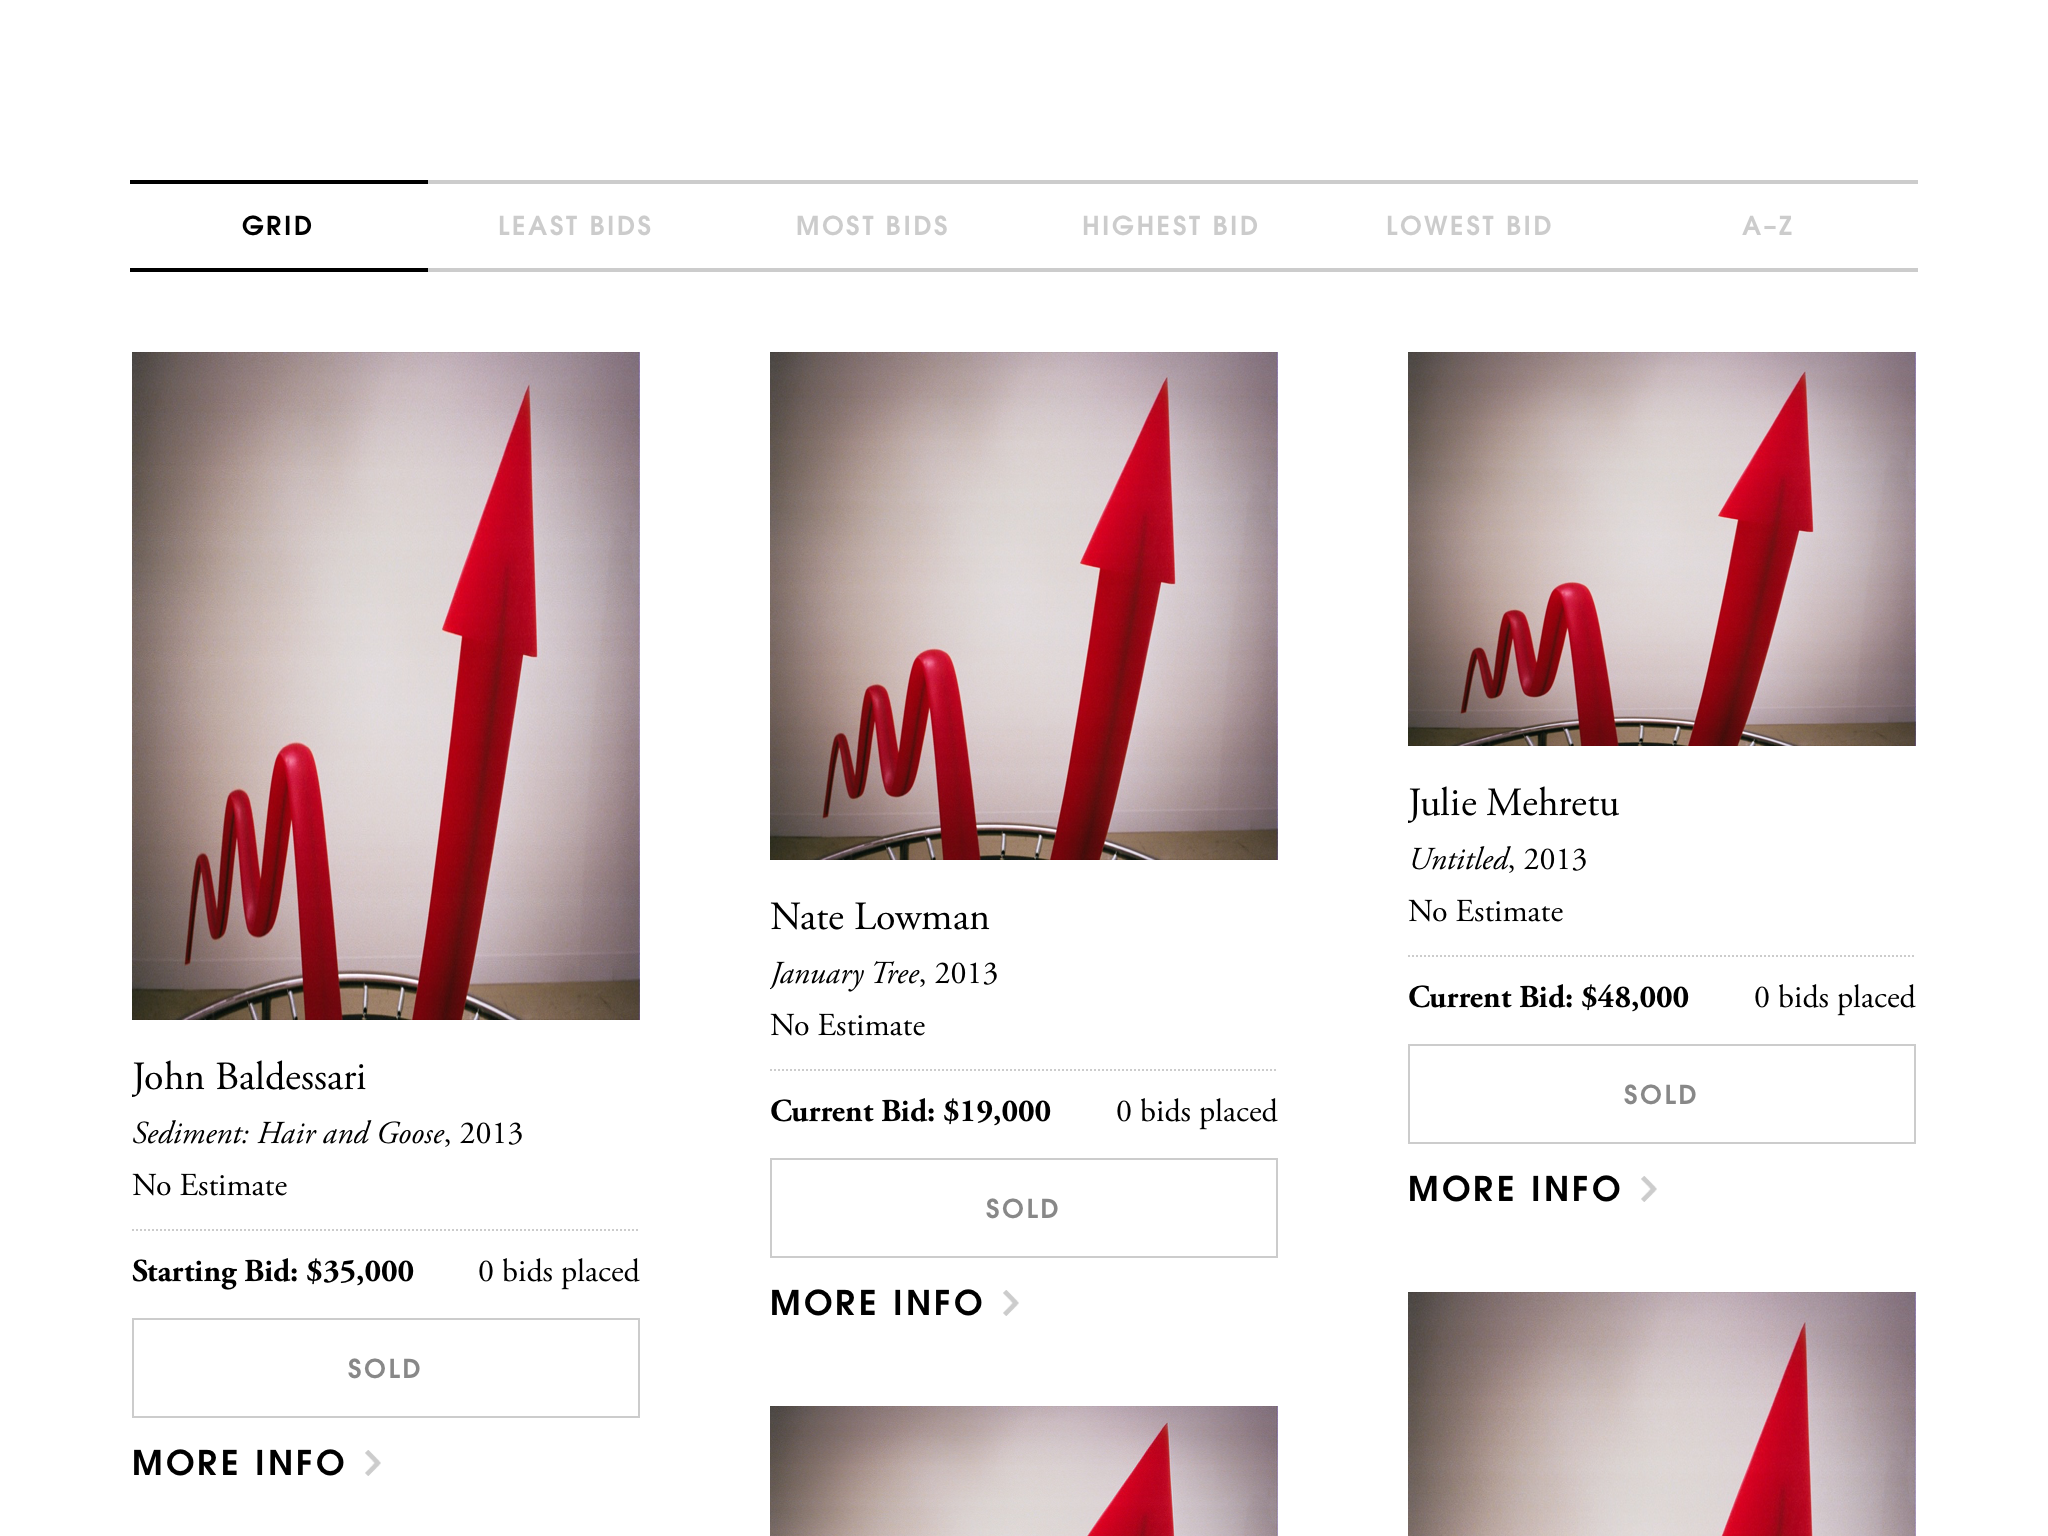 GRID LEAST BIDS MOST BIDS HIGHEST BID LOWEST BID A–Z
John Baldessari
Sediment: Hair and Goose, 2013
No Estimate
Starting Bid: $35,000 0 bids placed
SOLD
MORE INFO
Nate Lowman
January Tree, 2013
No Estimate
Current Bid: $19,000 0 bids placed
SOLD
MORE INFO
Julie Mehretu
Untitled, 2013
No Estimate
Current Bid: $48,000 0 bids placed
SOLD
MORE INFO